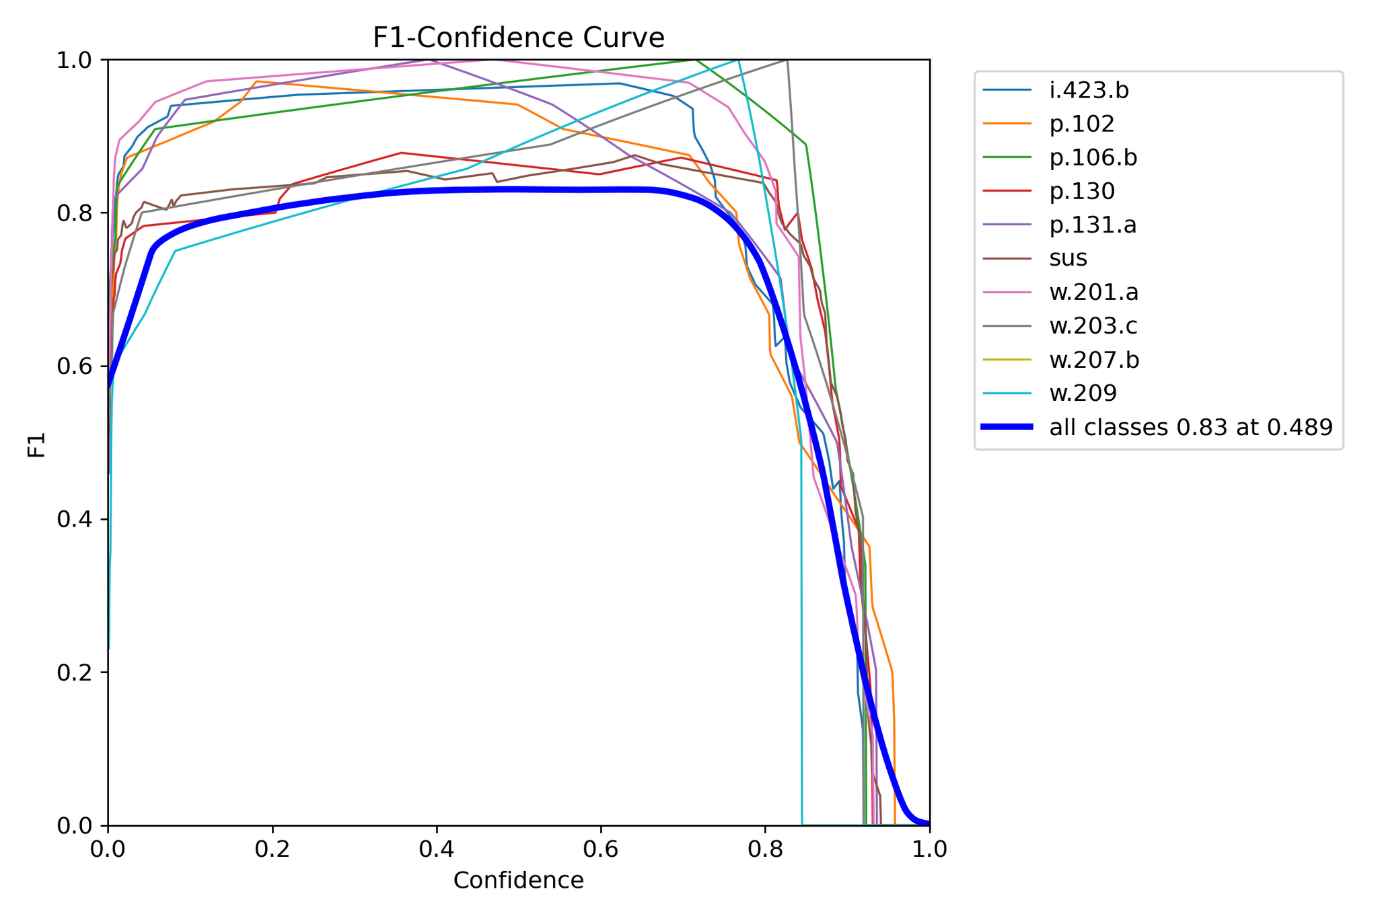 F1-Confidence Curve
1.0
0.8
0.6
0.4
0.2
0.0
F1
0.0 0.2 0.4 0.6 0.8 1.0
Confidence
i.423.b
p.102
p.106.b
p.130
p.131.a
sus
w.201.a
w.203.c
w.207.b
w.209
all classes 0.83 at 0.489